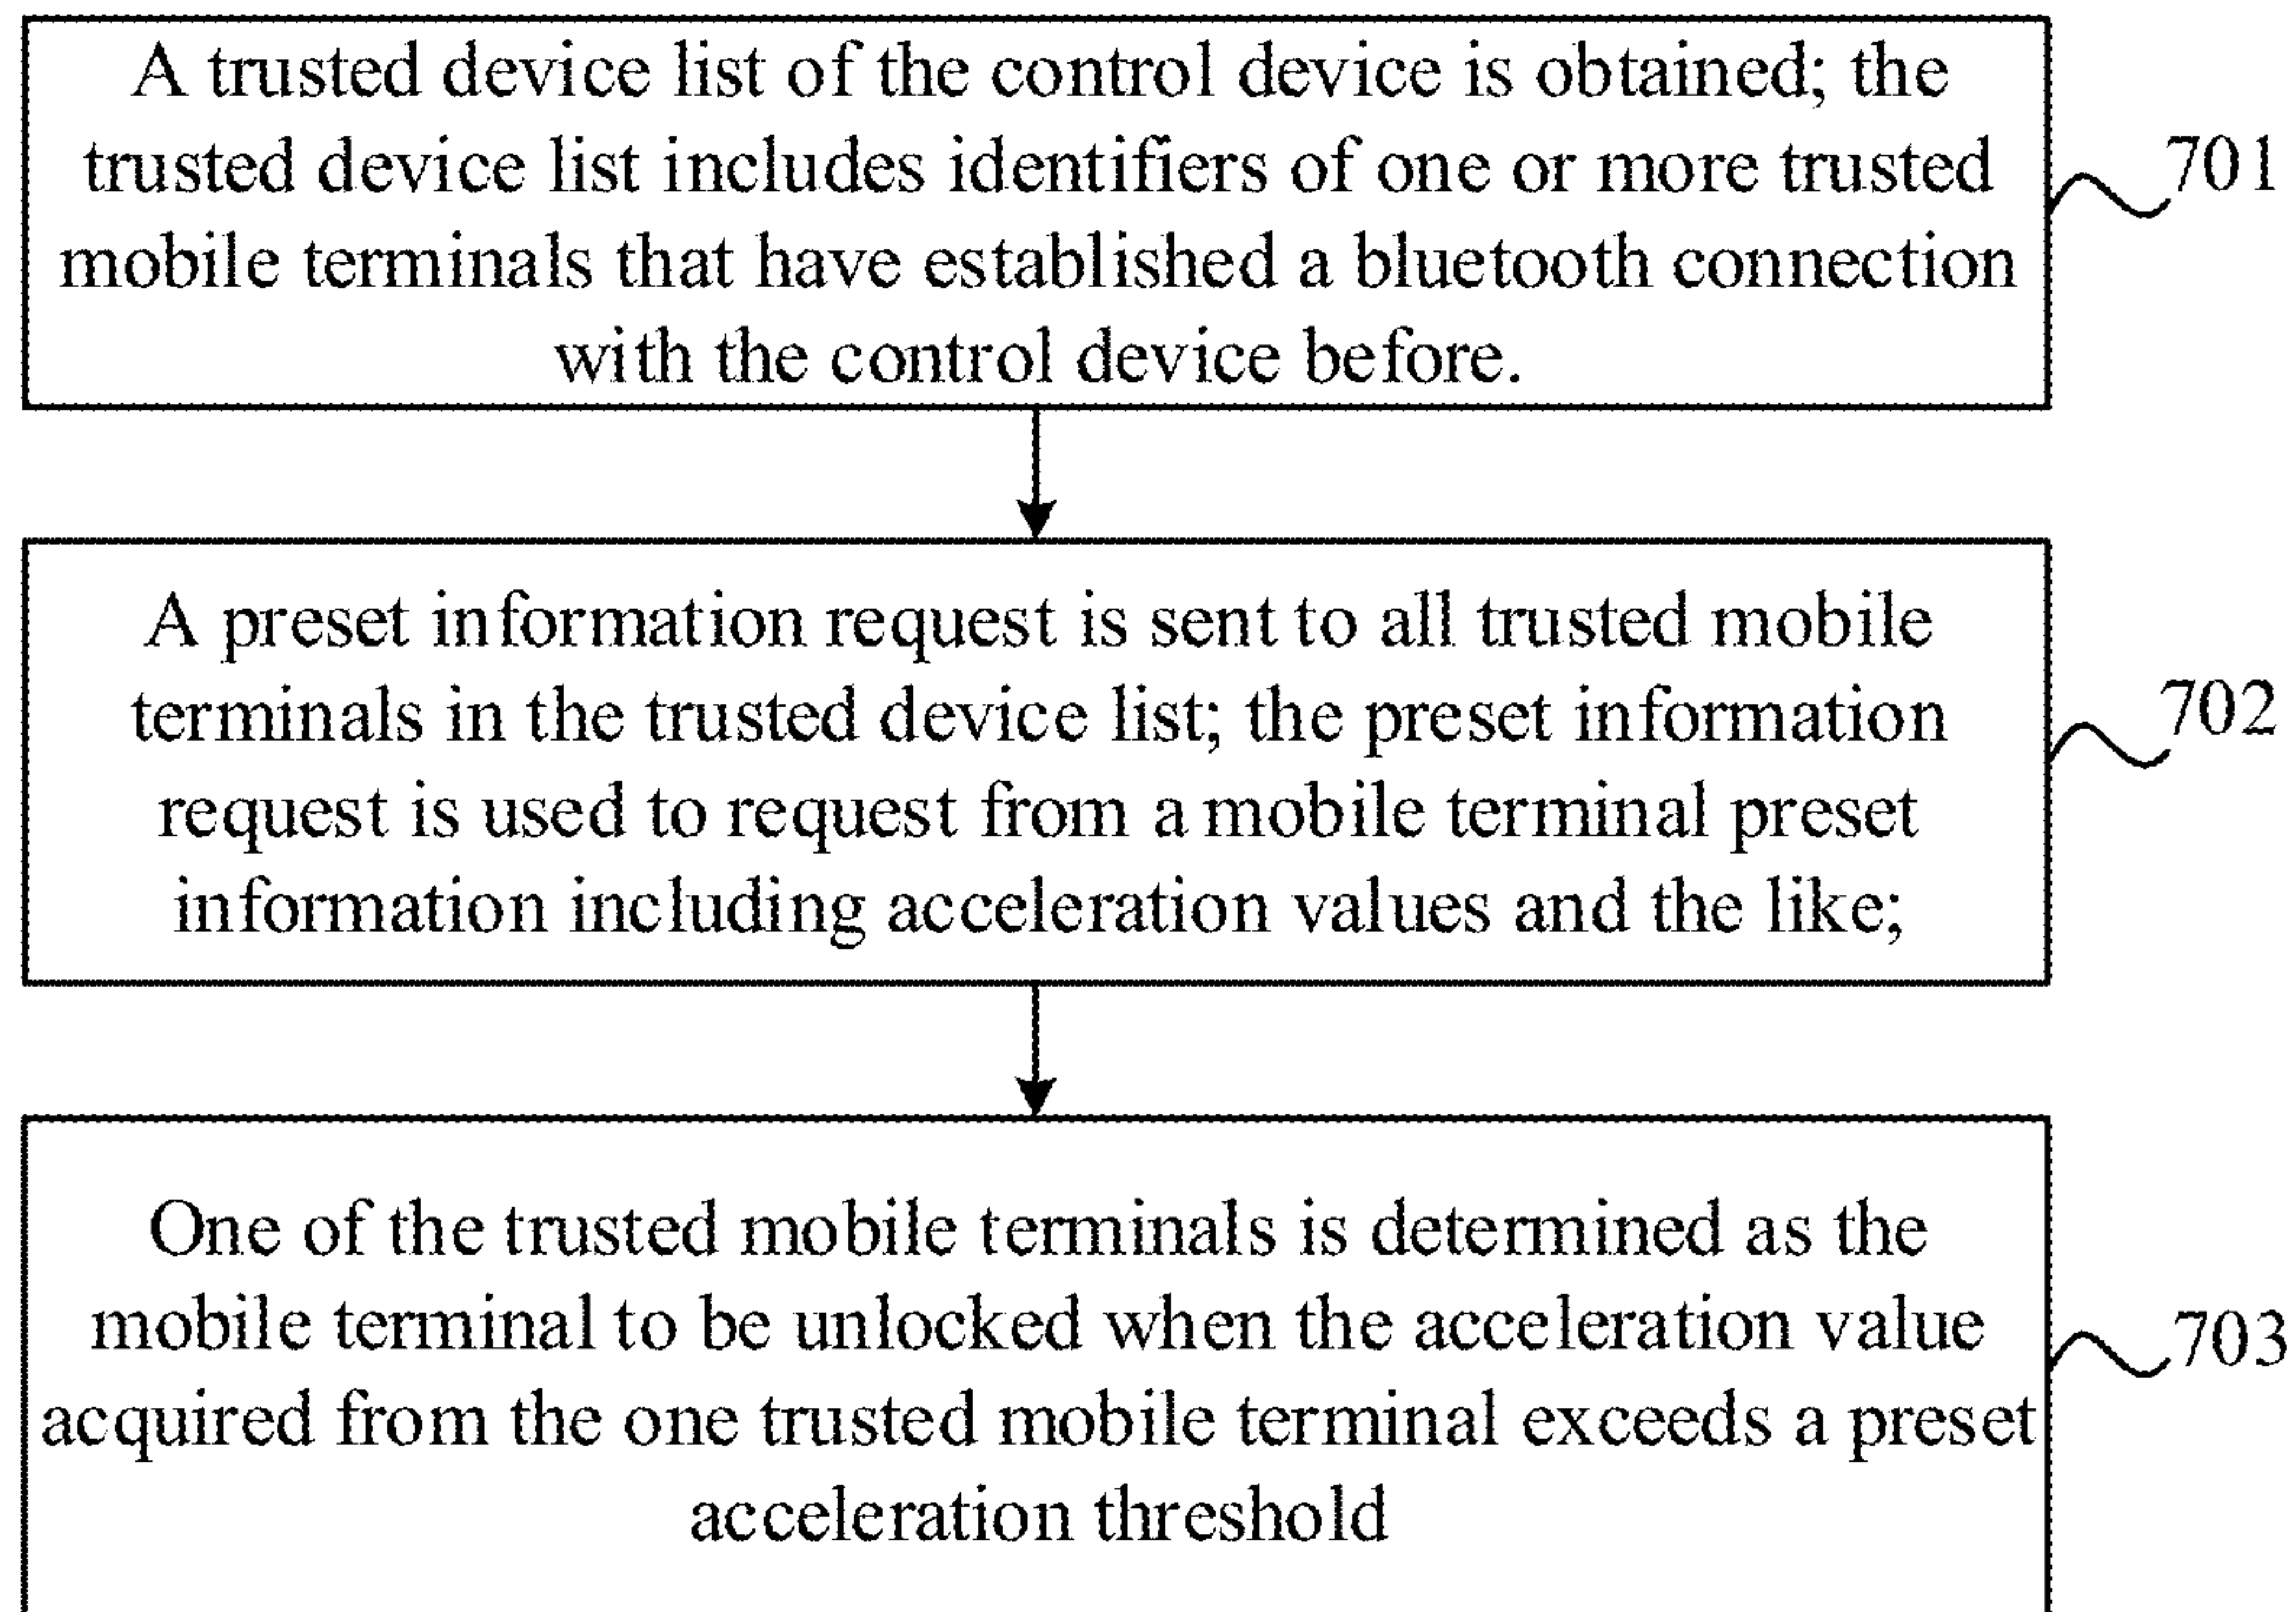 A trusted device list of the control device is obtained; the
trusted device list includes identifiers of one or more trusted
mobile terminals that have established a bluetooth connection
with the control device before.
701
A preset information request is sent to all trusted mobile
terminals in the trusted device list; the preset information
request is used to request from a mobile terminal preset
information including acceleration values and the like;
702
One of the trusted mobile terminals is determined as the
mobile terminal to be unlocked when the acceleration value
acquired from the one trusted mobile terminal exceeds a preset
acceleration threshold
703